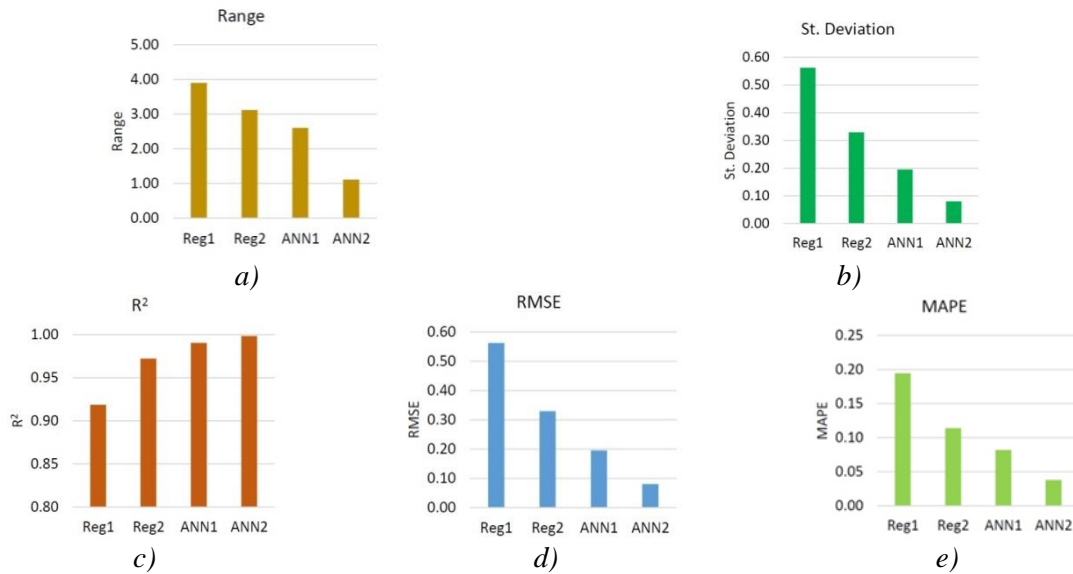 Range
5.00
4.00
3.00
2.00
1.00
0.00
Range
Reg1 Reg2 ANN1 ANN2
a)
St. Deviation
0.60
0.50
0.40
0.30
0.20
0.10
0.00
St. Deviation
Reg1 Reg2 ANN1 ANN2
b)
R²
1.00
0.95
0.90
0.85
0.80
R²
Reg1 Reg2 ANN1 ANN2
c)
RMSE
0.60
0.50
0.40
0.30
0.20
0.10
0.00
RMSE
Reg1 Reg2 ANN1 ANN2
d)
MAPE
0.25
0.20
0.15
0.10
0.05
0.00
MAPE
Reg1 Reg2 ANN1 ANN2
e)